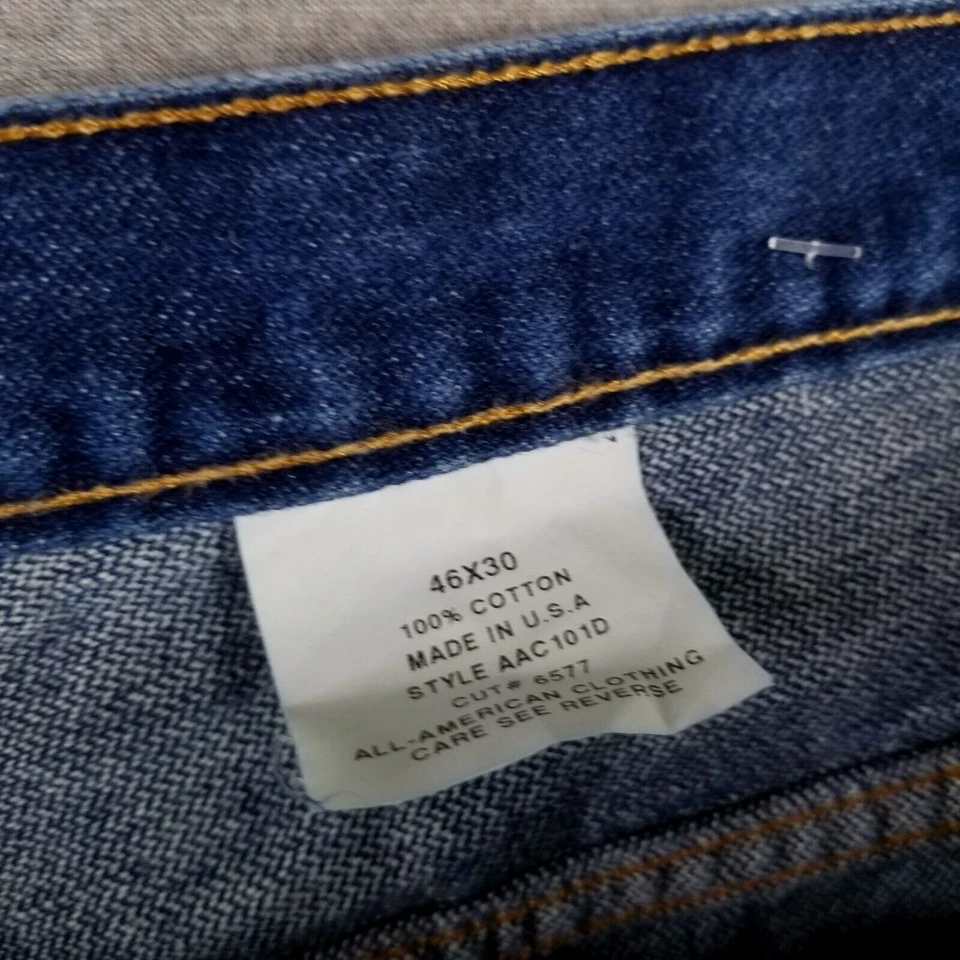 46X30
100% COTTON
MADE IN U.S.A
STYLE AAC101D
CUT# 6577
ALL-AMERICAN CLOTHING
CARE SEE REVERSE